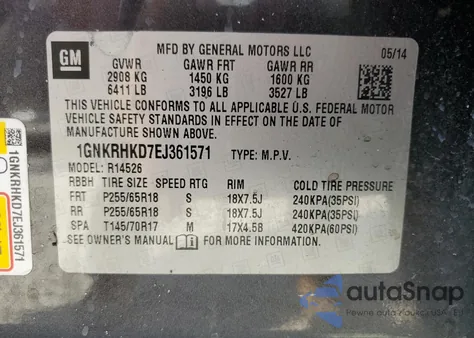 GM
MFD BY GENERAL MOTORS LLC 05/14
GVWR GAWR FRT GAWR RR
2908 KG 1450 KG 1600 KG
6411 LB 3196 LB 3527 LB
THIS VEHICLE CONFORMS TO ALL APPLICABLE U.S. FEDERAL MOTOR
VEHICLE SAFETY STANDARDS IN EFFECT ON THE DATE OF
MANUFACTURE SHOWN ABOVE.
1GNKRHKD7EJ361571 TYPE: M.P.V.
MODEL: R14526
RBBH TIRE SIZE SPEED RTG RIM COLD TIRE PRESSURE
FRT P255/65R18 S 18X7.5J 240KPA(35PSI)
RR P255/65R18 S 18X7.5J 240KPA(35PSI)
SPA T145/70R17 M 17X4.5B 420KPA(60PSI)
SEE OWNER'S MANUAL FOR MORE INFORMATION.
1GNKRHKD7EJ361571
autoSnap